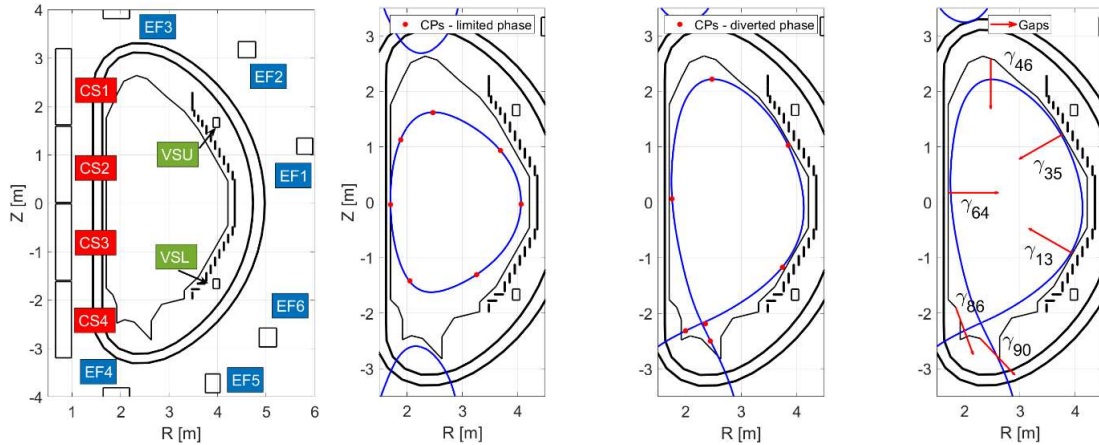 EF3
EF2
CS1
VSU
EF1
CS2
CS3
VSL
EF6
CS4
EF4
EF5
4
3
2
1
0
-1
-2
-3
-4
Z [m]
1 2 3 4 5 6
R [m]
CPs - limited phase
3
2
1
0
-1
-2
-3
2 3 4
R [m]
CPs - diverted phase
3
2
1
0
-1
-2
-3
2 3 4
R [m]
Gaps
γ46
γ35
γ64
γ13
γ86
γ90
3
2
1
0
-1
-2
-3
2 3 4
R [m]